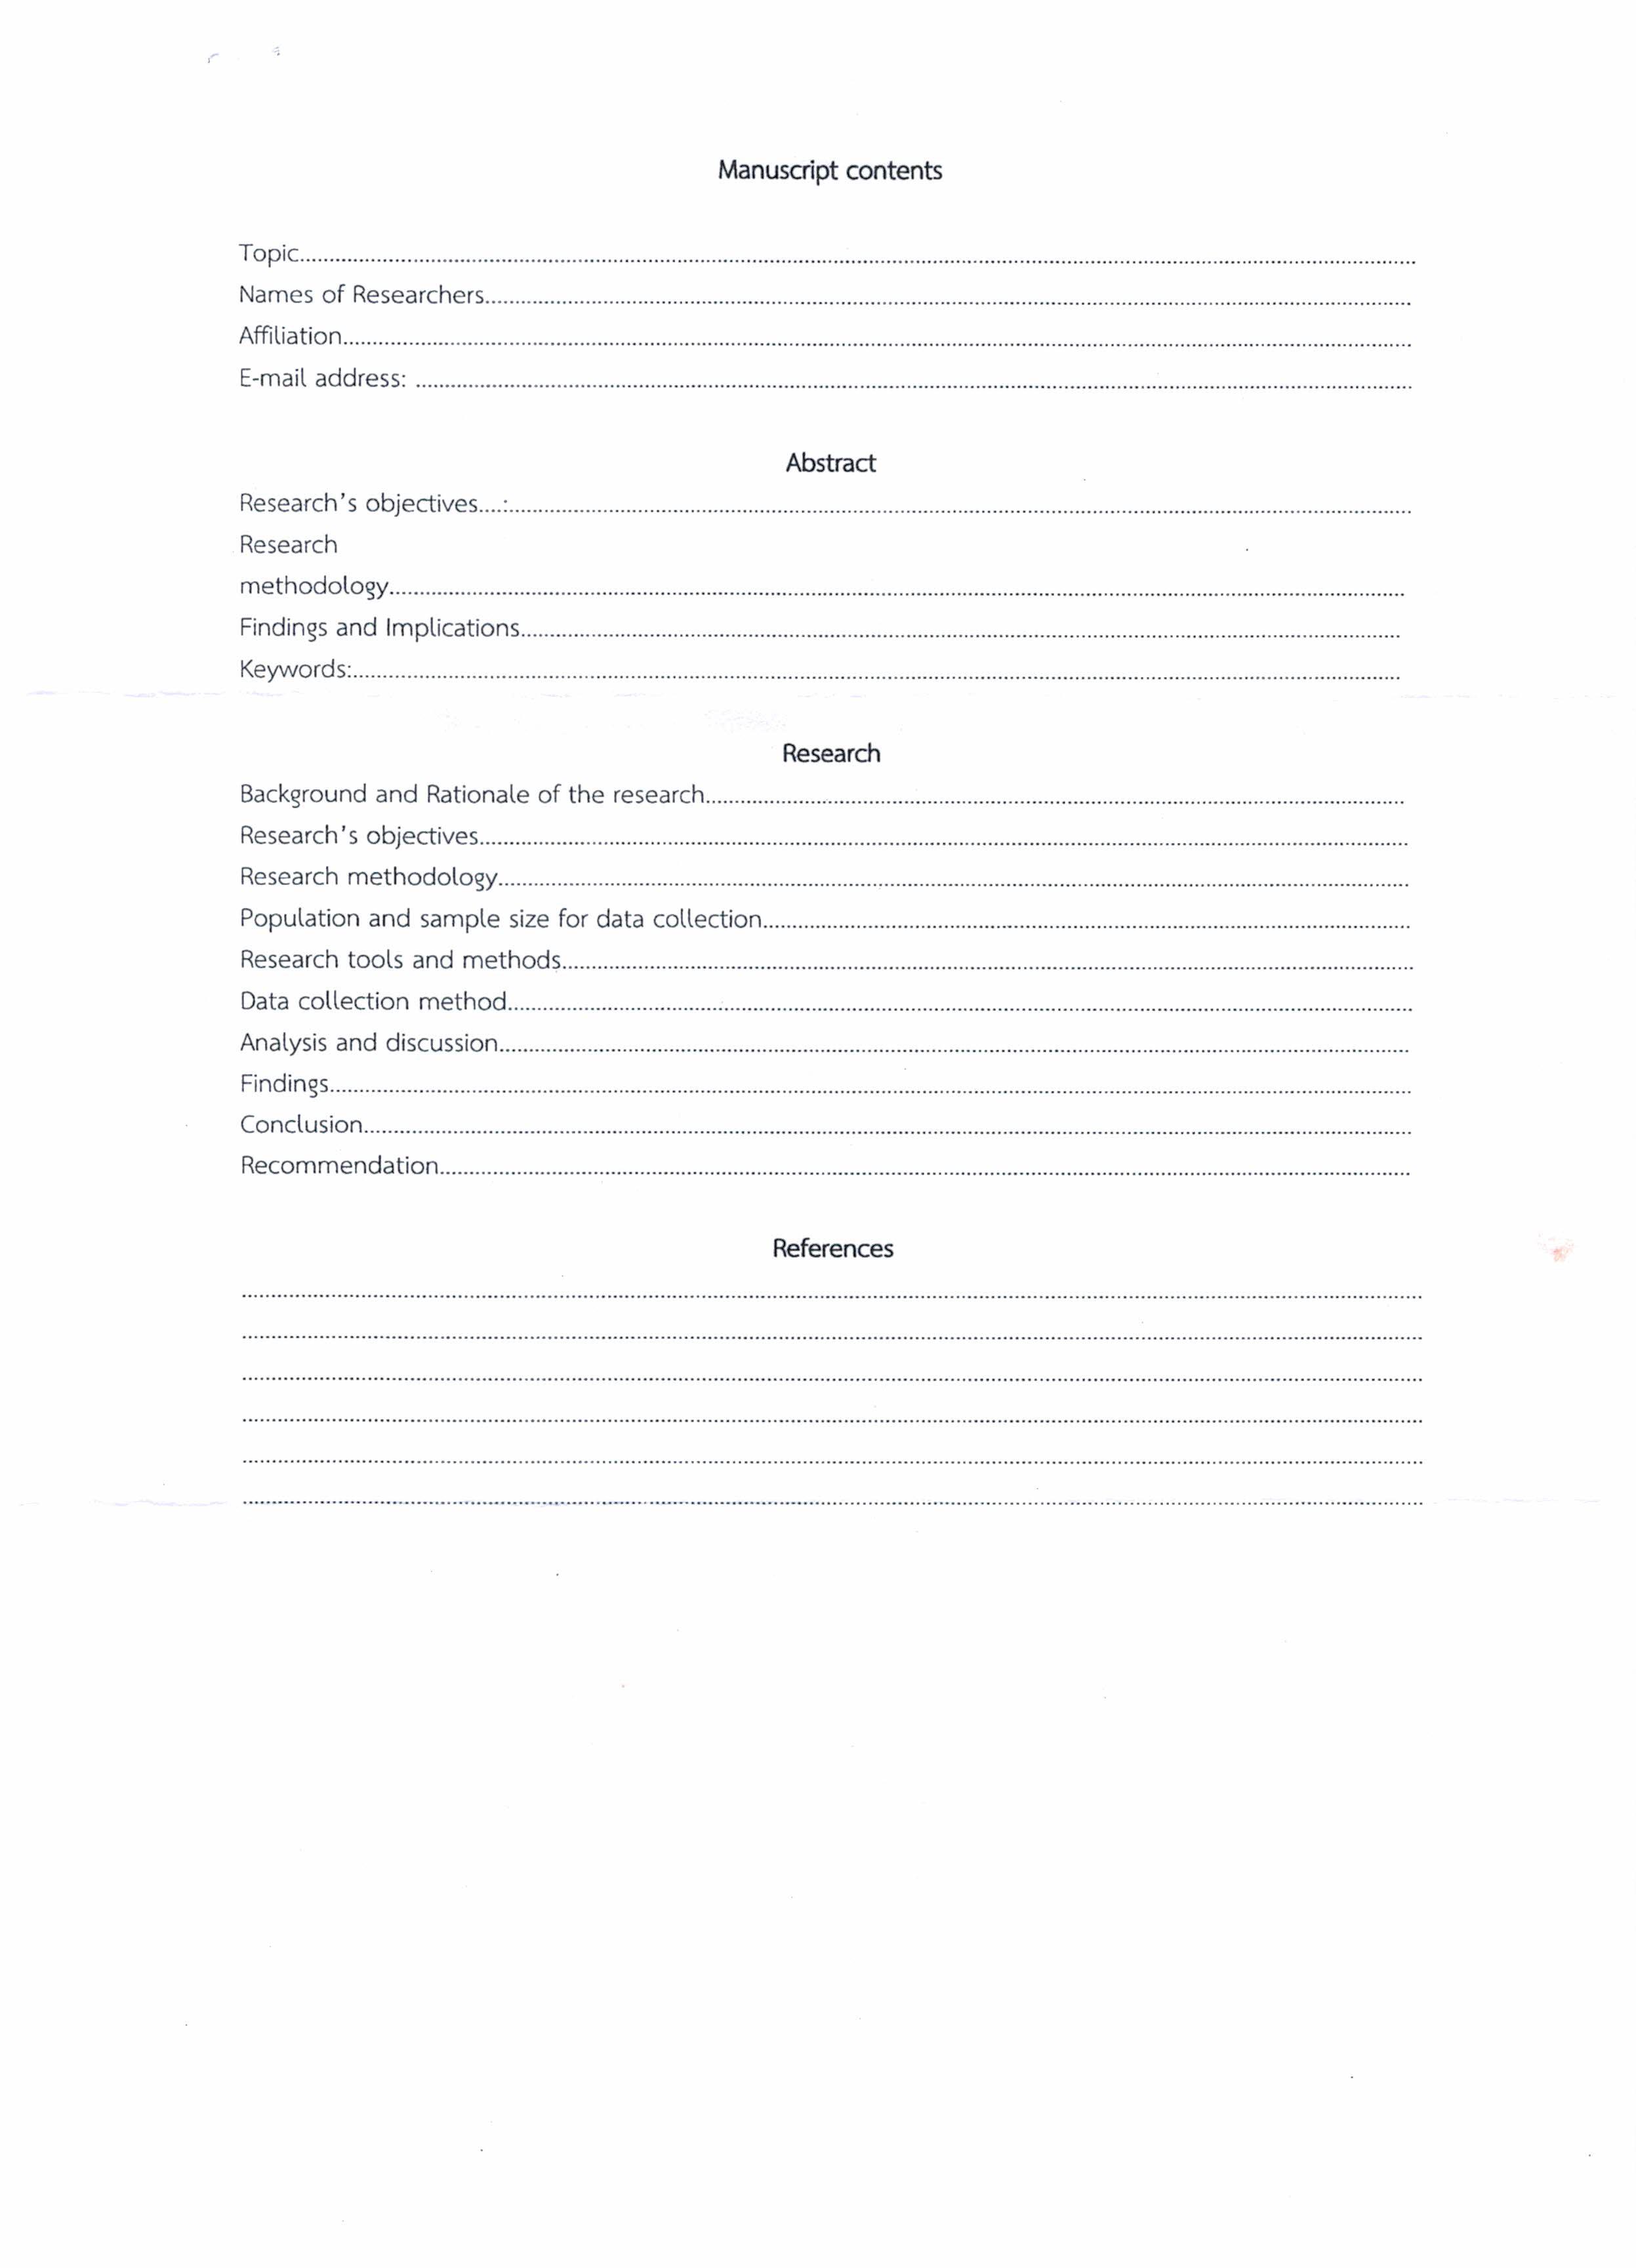 Manuscript contents
Topic....................
Names of Researchers....................
Affiliation....................
E-mail address: ....................
Abstract
Research's objectives...:....................
Research
methodology....................
Findings and Implications....................
Keywords:....................
Research
Background and Rationale of the research....................
Research's objectives....................
Research methodology....................
Population and sample size for data collection....................
Research tools and methods....................
Data collection method....................
Analysis and discussion....................
Findings....................
Conclusion....................
Recommendation....................
References
....................
....................
....................
....................
....................
....................